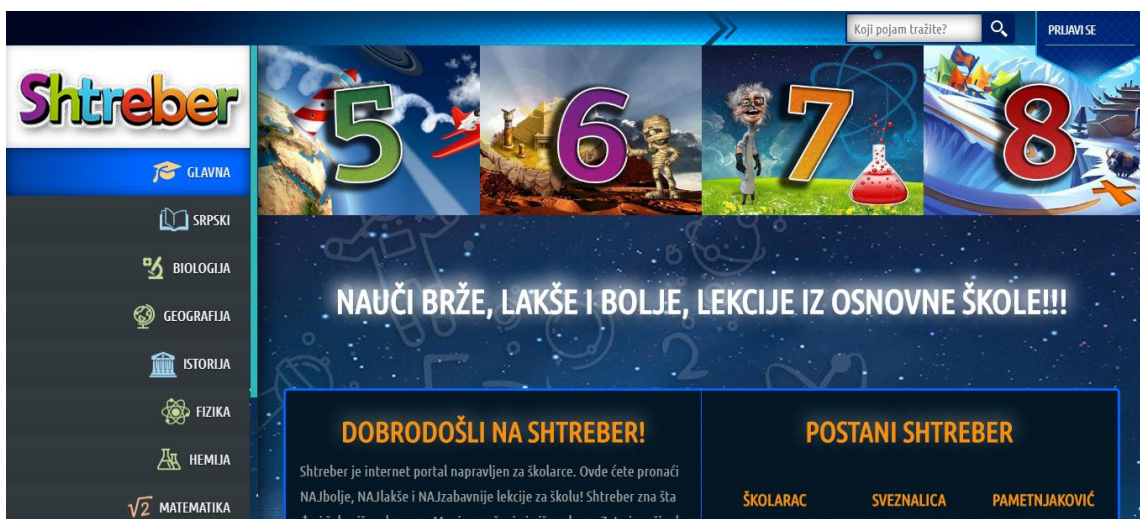 Koji pojam tražite?
PRIJAVI SE
Shtreber
5 6 7 8
GLAVNA
SRPSKI
BIOLOGIJA
GEOGRAFIJA
ISTORIJA
FIZIKA
HEMIJA
√2 MATEMATIKA
NAUČI BRŽE, LAKŠE I BOLJE, LEKCIJE IZ OSNOVNE ŠKOLE!!!
DOBRODOŠLI NA SHTREBER!
Shtreber je internet portal napravljen za školarce. Ovde ćete pronaći
NAJbolje, NAJlakše i NAJzabavnije lekcije za školu! Shtreber zna šta
POSTANI SHTREBER
ŠKOLARAC SVEZNALICA PAMETNJAKOVIĆ